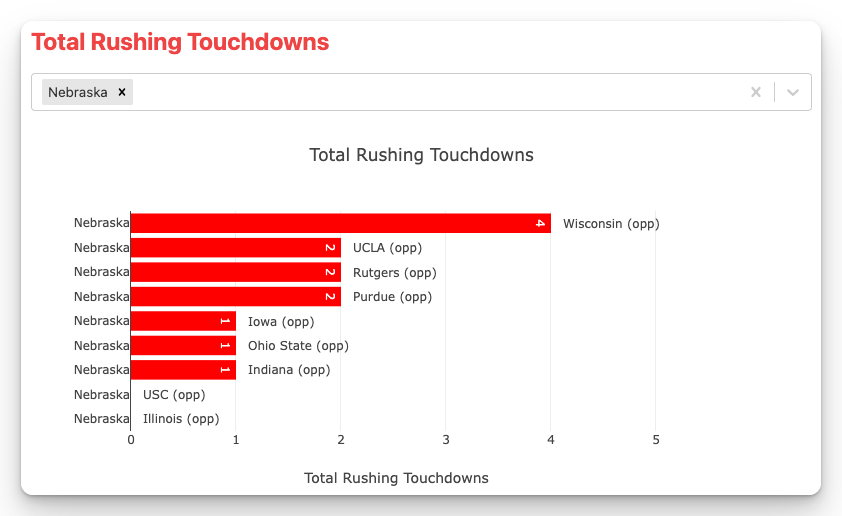 Total Rushing Touchdowns
Nebraska ×
Total Rushing Touchdowns
Nebraska 4 Wisconsin (opp)
Nebraska 2 UCLA (opp)
Nebraska 2 Rutgers (opp)
Nebraska 2 Purdue (opp)
Nebraska 1 Iowa (opp)
Nebraska 1 Ohio State (opp)
Nebraska 1 Indiana (opp)
Nebraska USC (opp)
Nebraska Illinois (opp)
0 1 2 3 4 5
Total Rushing Touchdowns